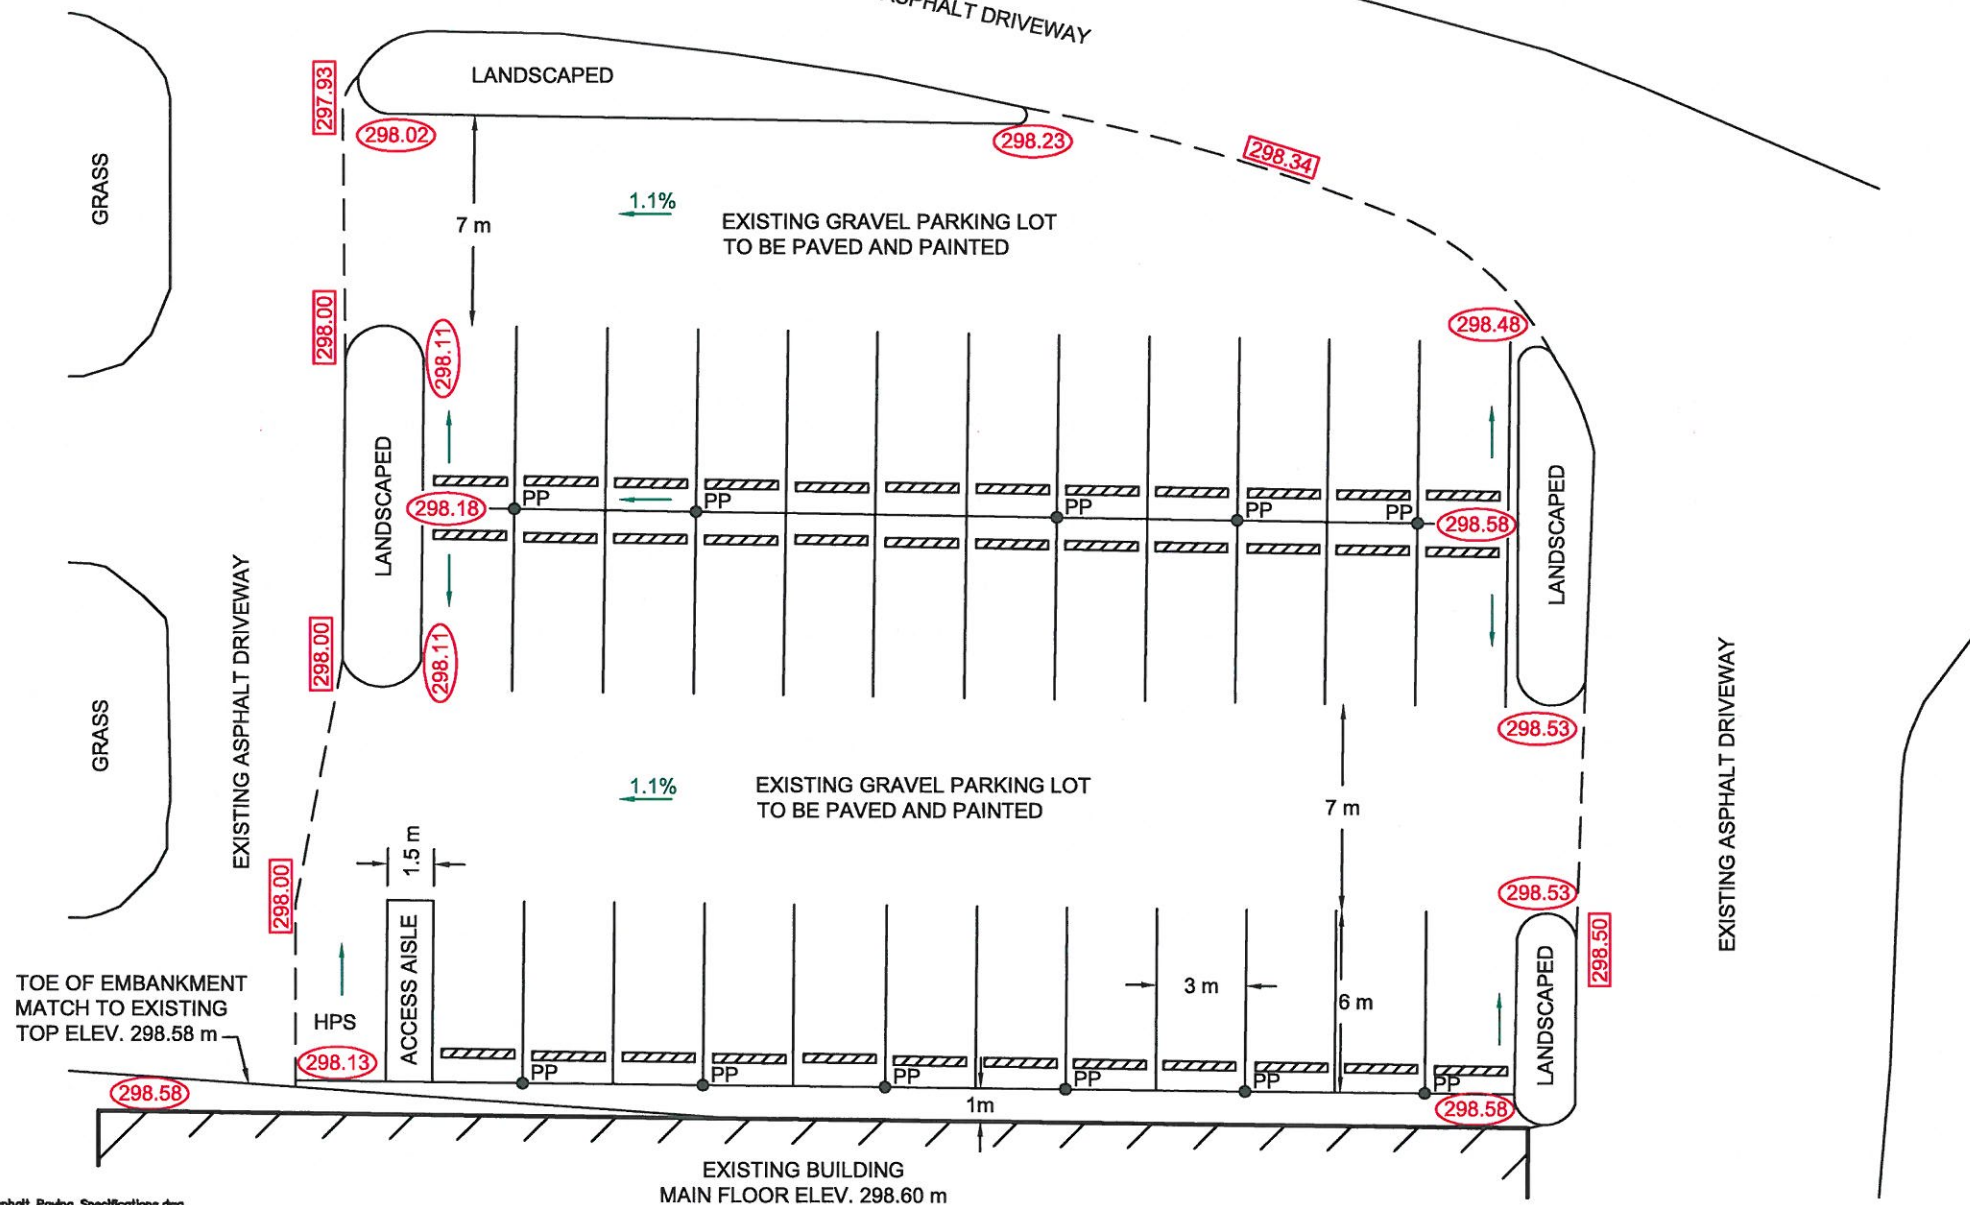 ASPHALT DRIVEWAY
LANDSCAPED
297.93
298.02
298.23
298.34
GRASS
1.1%
7 m
EXISTING GRAVEL PARKING LOT
TO BE PAVED AND PAINTED
298.00
298.11
298.48
LANDSCAPED
298.18
PP
PP
PP
PP
PP
298.58
LANDSCAPED
298.00
298.11
298.53
GRASS
EXISTING ASPHALT DRIVEWAY
1.1%
EXISTING GRAVEL PARKING LOT
TO BE PAVED AND PAINTED
7 m
EXISTING ASPHALT DRIVEWAY
1.5 m
298.00
298.53
298.50
ACCESS AISLE
LANDSCAPED
3 m
6 m
TOE OF EMBANKMENT
MATCH TO EXISTING
TOP ELEV. 298.58 m
HPS
298.13
PP
PP
PP
PP
PP
PP
298.58
1m
298.58
EXISTING BUILDING
MAIN FLOOR ELEV. 298.60 m